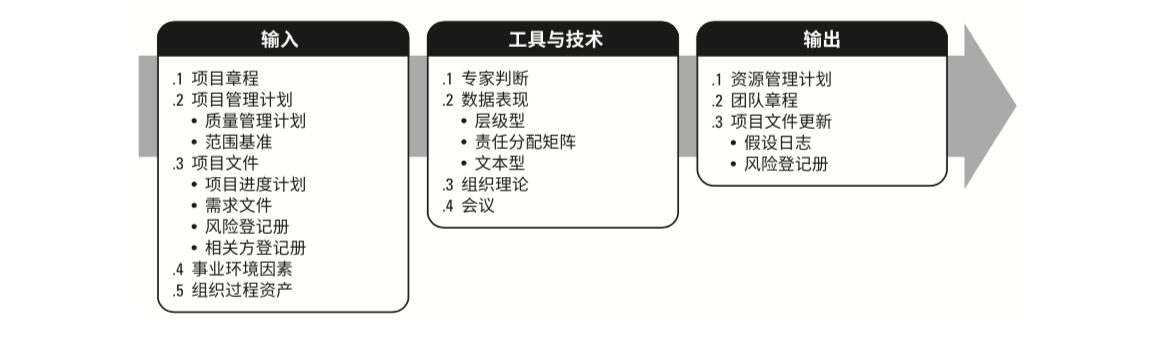 输入
.1 项目章程
.2 项目管理计划
• 质量管理计划
• 范围基准
.3 项目文件
• 项目进度计划
• 需求文件
• 风险登记册
• 相关方登记册
.4 事业环境因素
.5 组织过程资产
工具与技术
.1 专家判断
.2 数据表现
• 层级型
• 责任分配矩阵
• 文本型
.3 组织理论
.4 会议
输出
.1 资源管理计划
.2 团队章程
.3 项目文件更新
• 假设日志
• 风险登记册